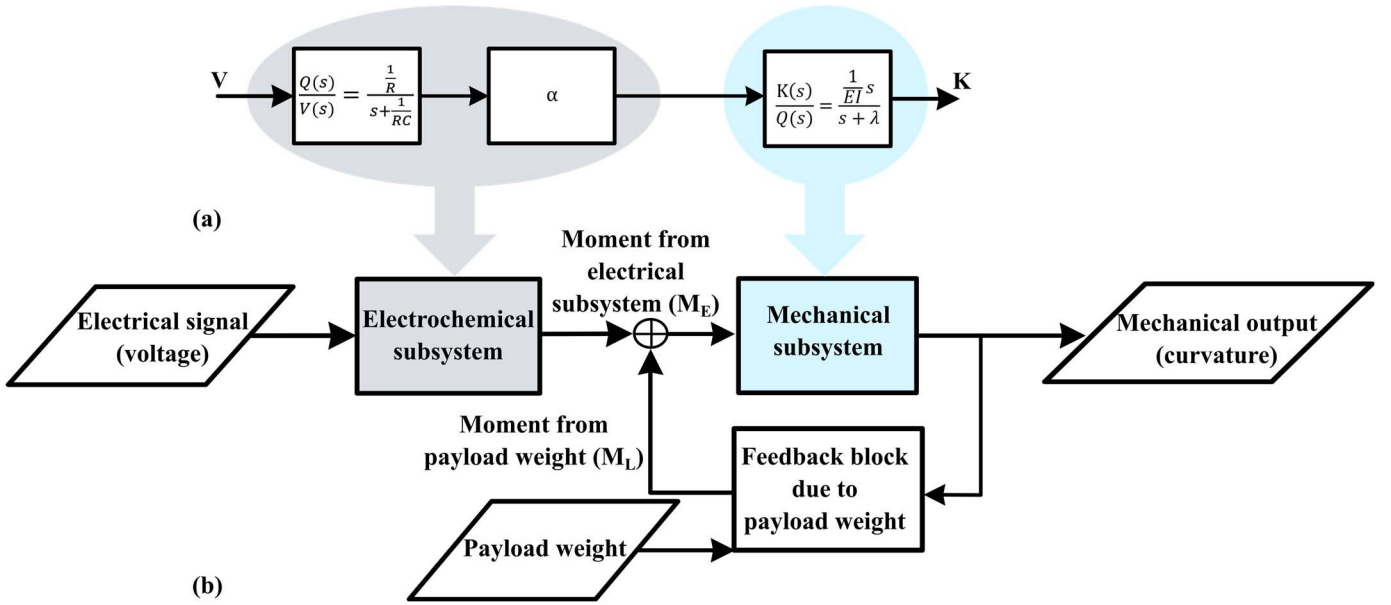 V
Q(s)/V(s) = (1/R)/(s+1/RC)
α
K(s)/Q(s) = (1/EI s)/(s + λ)
K
(a)
Moment from
electrical
subsystem (M_E)
Electrical signal
(voltage)
Electrochemical
subsystem
Mechanical
subsystem
Mechanical output
(curvature)
Moment from
payload weight (M_L)
Feedback block
due to
payload weight
Payload weight
(b)